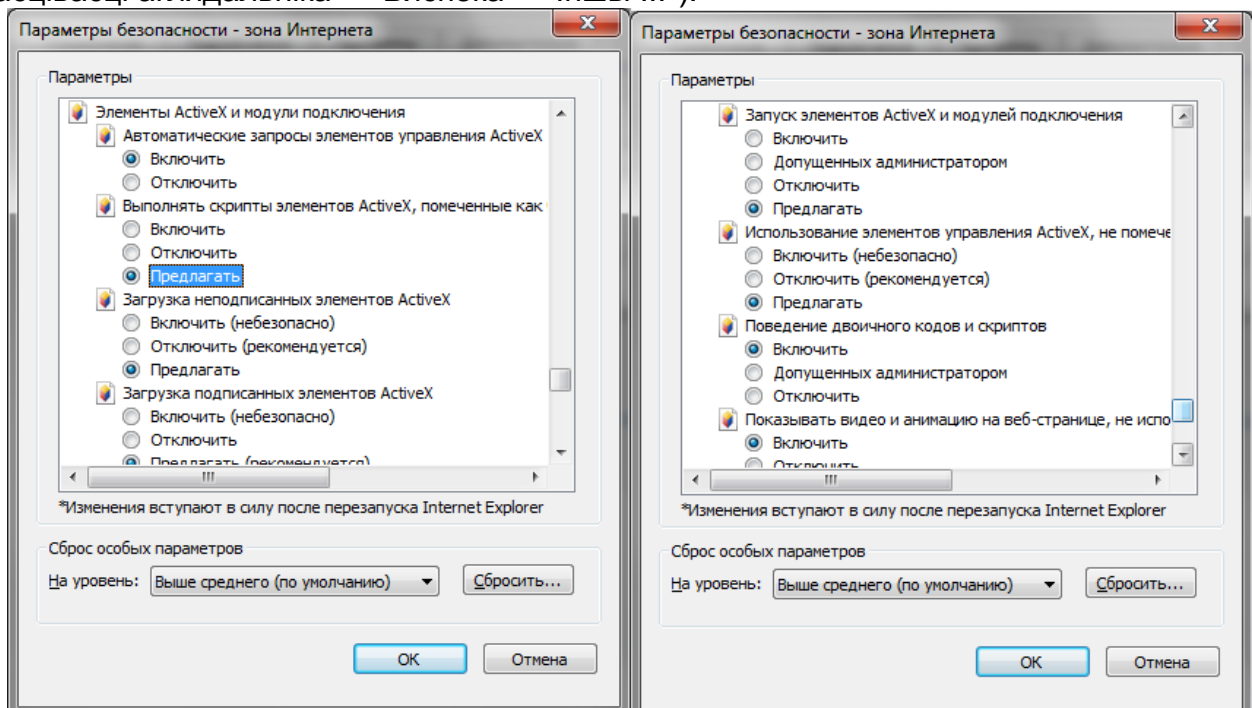 Параметры безопасности - зона Интернета
Параметры
Элементы ActiveX и модули подключения
Автоматические запросы элементов управления ActiveX
Включить
Отключить
Выполнять скрипты элементов ActiveX, помеченные как
Включить
Отключить
Предлагать
Загрузка неподписанных элементов ActiveX
Включить (небезопасно)
Отключить (рекомендуется)
Предлагать
Загрузка подписанных элементов ActiveX
Включить (небезопасно)
Отключить
Предлагать (рекомендуется)
*Изменения вступают в силу после перезапуска Internet Explorer
Сброс особых параметров
На уровень: Выше среднего (по умолчанию) Сбросить...
OK Отмена
Параметры безопасности - зона Интернета
Параметры
Запуск элементов ActiveX и модулей подключения
Включить
Допущенных администратором
Отключить
Предлагать
Использование элементов управления ActiveX, не помече
Включить (небезопасно)
Отключить (рекомендуется)
Предлагать
Поведение двоичного кодов и скриптов
Включить
Допущенных администратором
Отключить
Показывать видео и анимацию на веб-странице, не испо
Включить
Отключить
*Изменения вступают в силу после перезапуска Internet Explorer
Сброс особых параметров
На уровень: Выше среднего (по умолчанию) Сбросить...
OK Отмена